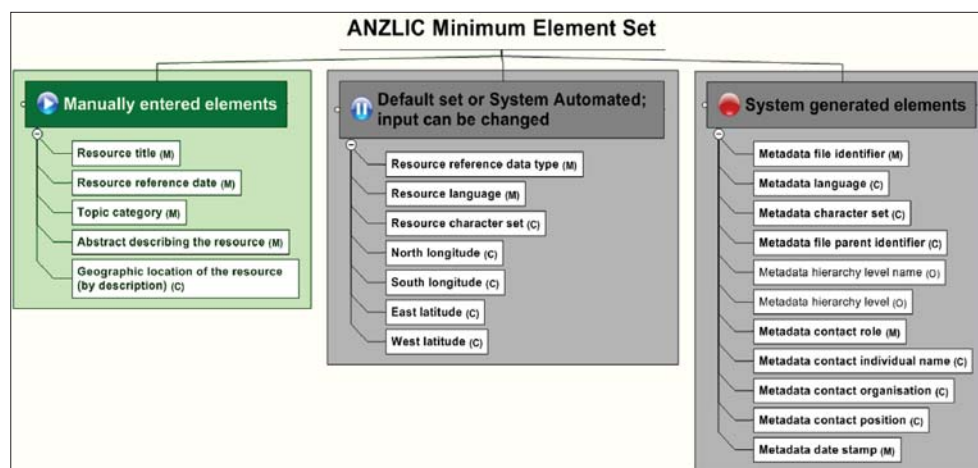 ANZLIC Minimum Element Set
Manually entered elements
Resource title (M)
Resource reference date (M)
Topic category (M)
Abstract describing the resource (M)
Geographic location of the resource
(by description) (C)
Default set or System Automated;
input can be changed
Resource reference data type (M)
Resource language (M)
Resource character set (C)
North longitude (C)
South longitude (C)
East latitude (C)
West latitude (C)
System generated elements
Metadata file identifier (M)
Metadata language (C)
Metadata character set (C)
Metadata file parent identifier (C)
Metadata hierarchy level name (O)
Metadata hierarchy level (O)
Metadata contact role (M)
Metadata contact individual name (C)
Metadata contact organisation (C)
Metadata contact position (C)
Metadata date stamp (M)